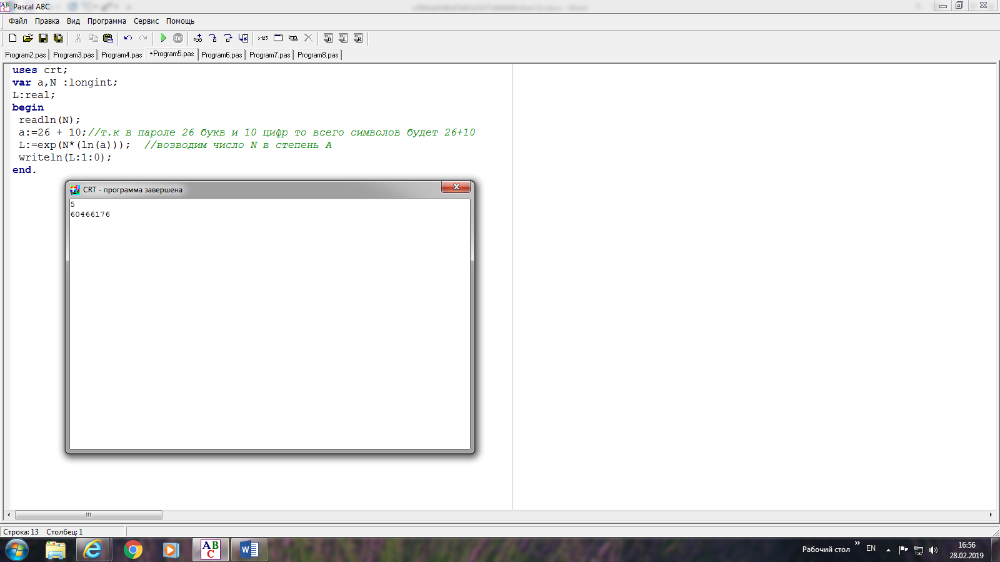 Pascal ABC
Файл Правка Вид Программа Сервис Помощь
Program2.pas Program3.pas Program4.pas •Program5.pas Program6.pas Program7.pas Program8.pas
uses crt;
var a,N :longint;
L:real;
begin
readln(N);
a:=26 + 10;//т.к в пароле 26 букв и 10 цифр то всего символов будет 26+10
L:=exp(N*(ln(a))); //возводим число N в степень А
writeln(L:1:0);
end.
CRT - программа завершена
5
60466176
Строка: 13 Столбец: 1
Рабочий стол » EN 16:56
28.02.2019